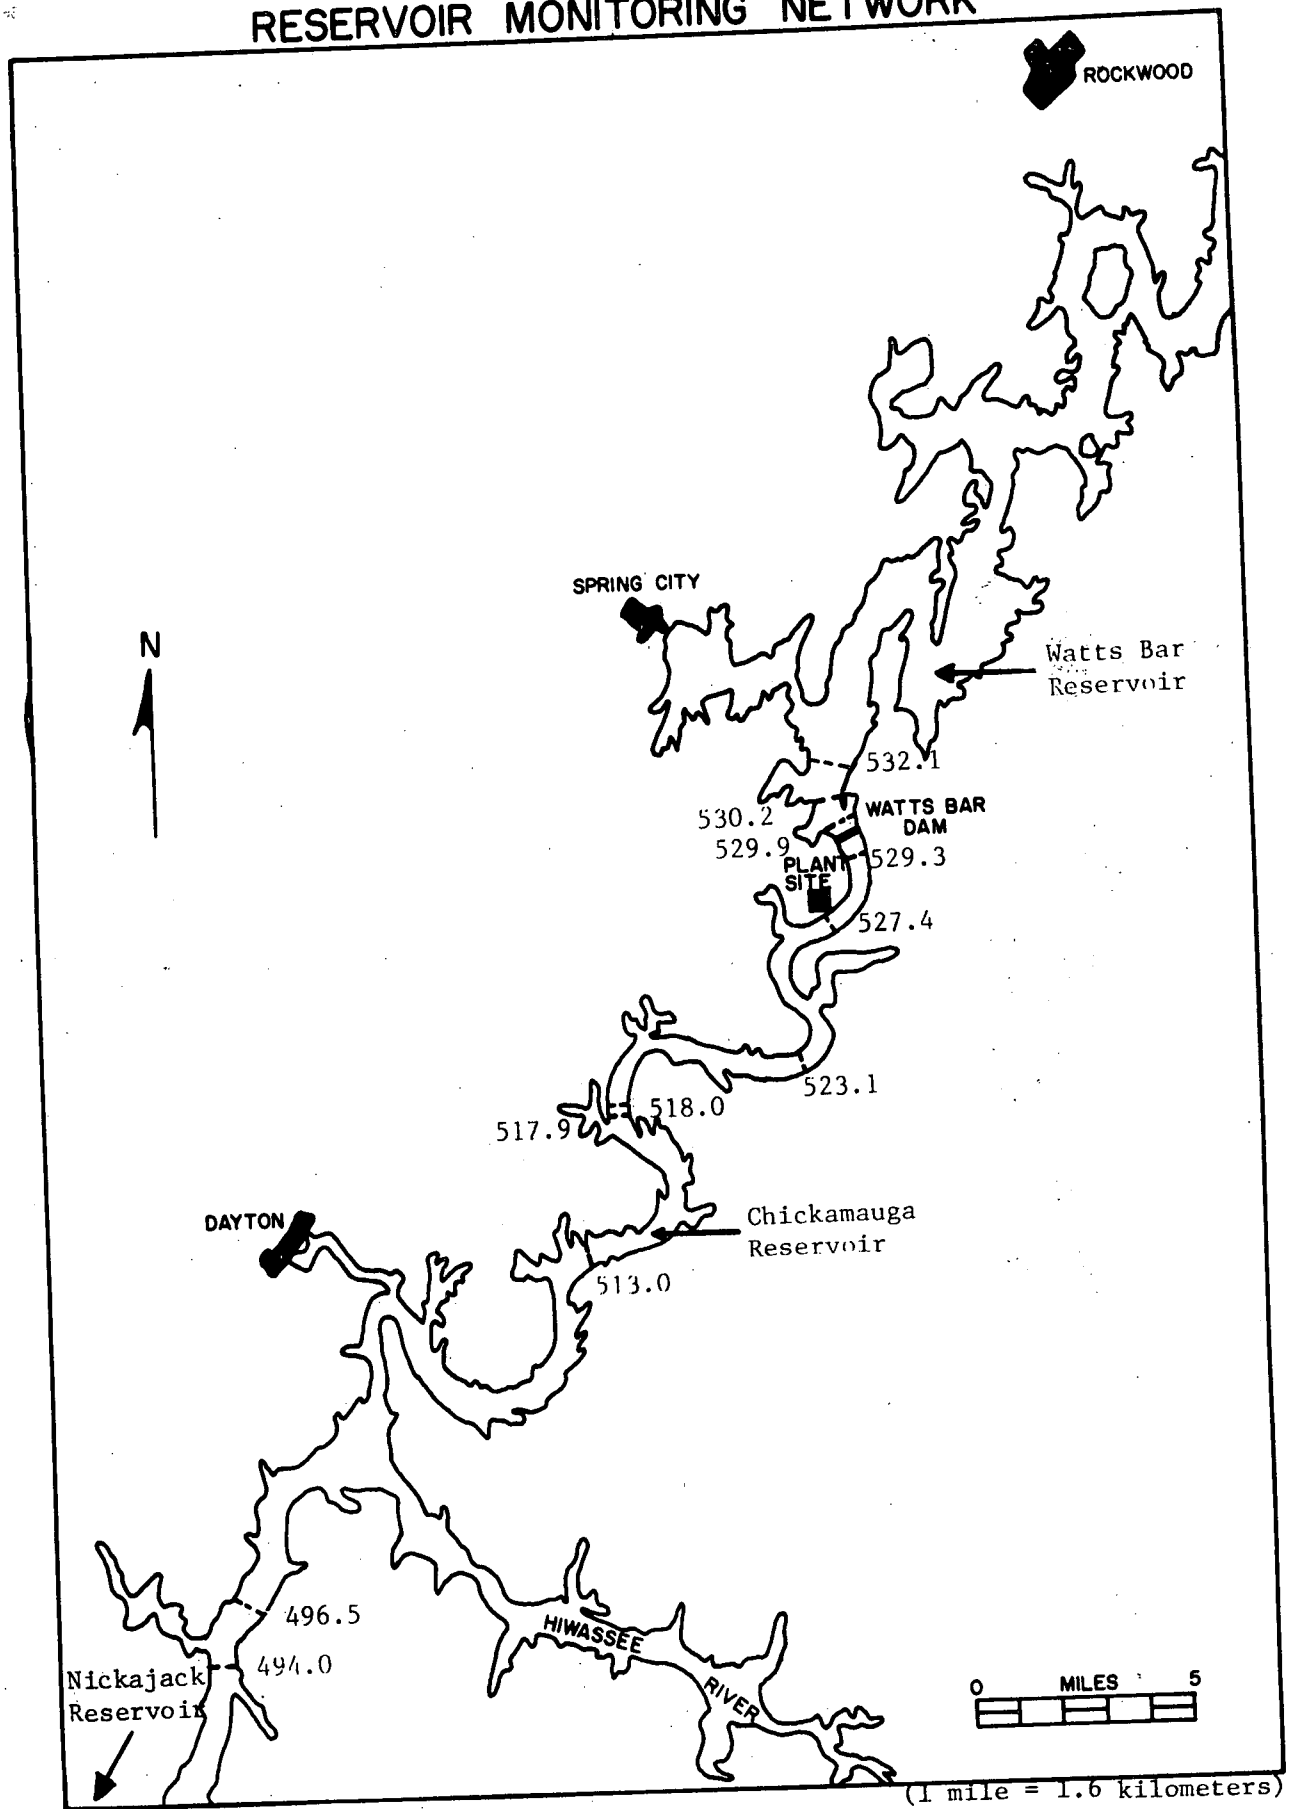 RESERVOIR MONITORING NETWORK
ROCKWOOD
SPRING CITY
N
Watts Bar
Reservoir
532.1
530.2
WATTS BAR
DAM
529.9
529.3
PLANT
SITE
527.4
523.1
518.0
517.9
DAYTON
Chickamauga
Reservoir
513.0
496.5
494.0
HIWASSEE
RIVER
Nickajack
Reservoir
0 MILES 5
(1 mile = 1.6 kilometers)